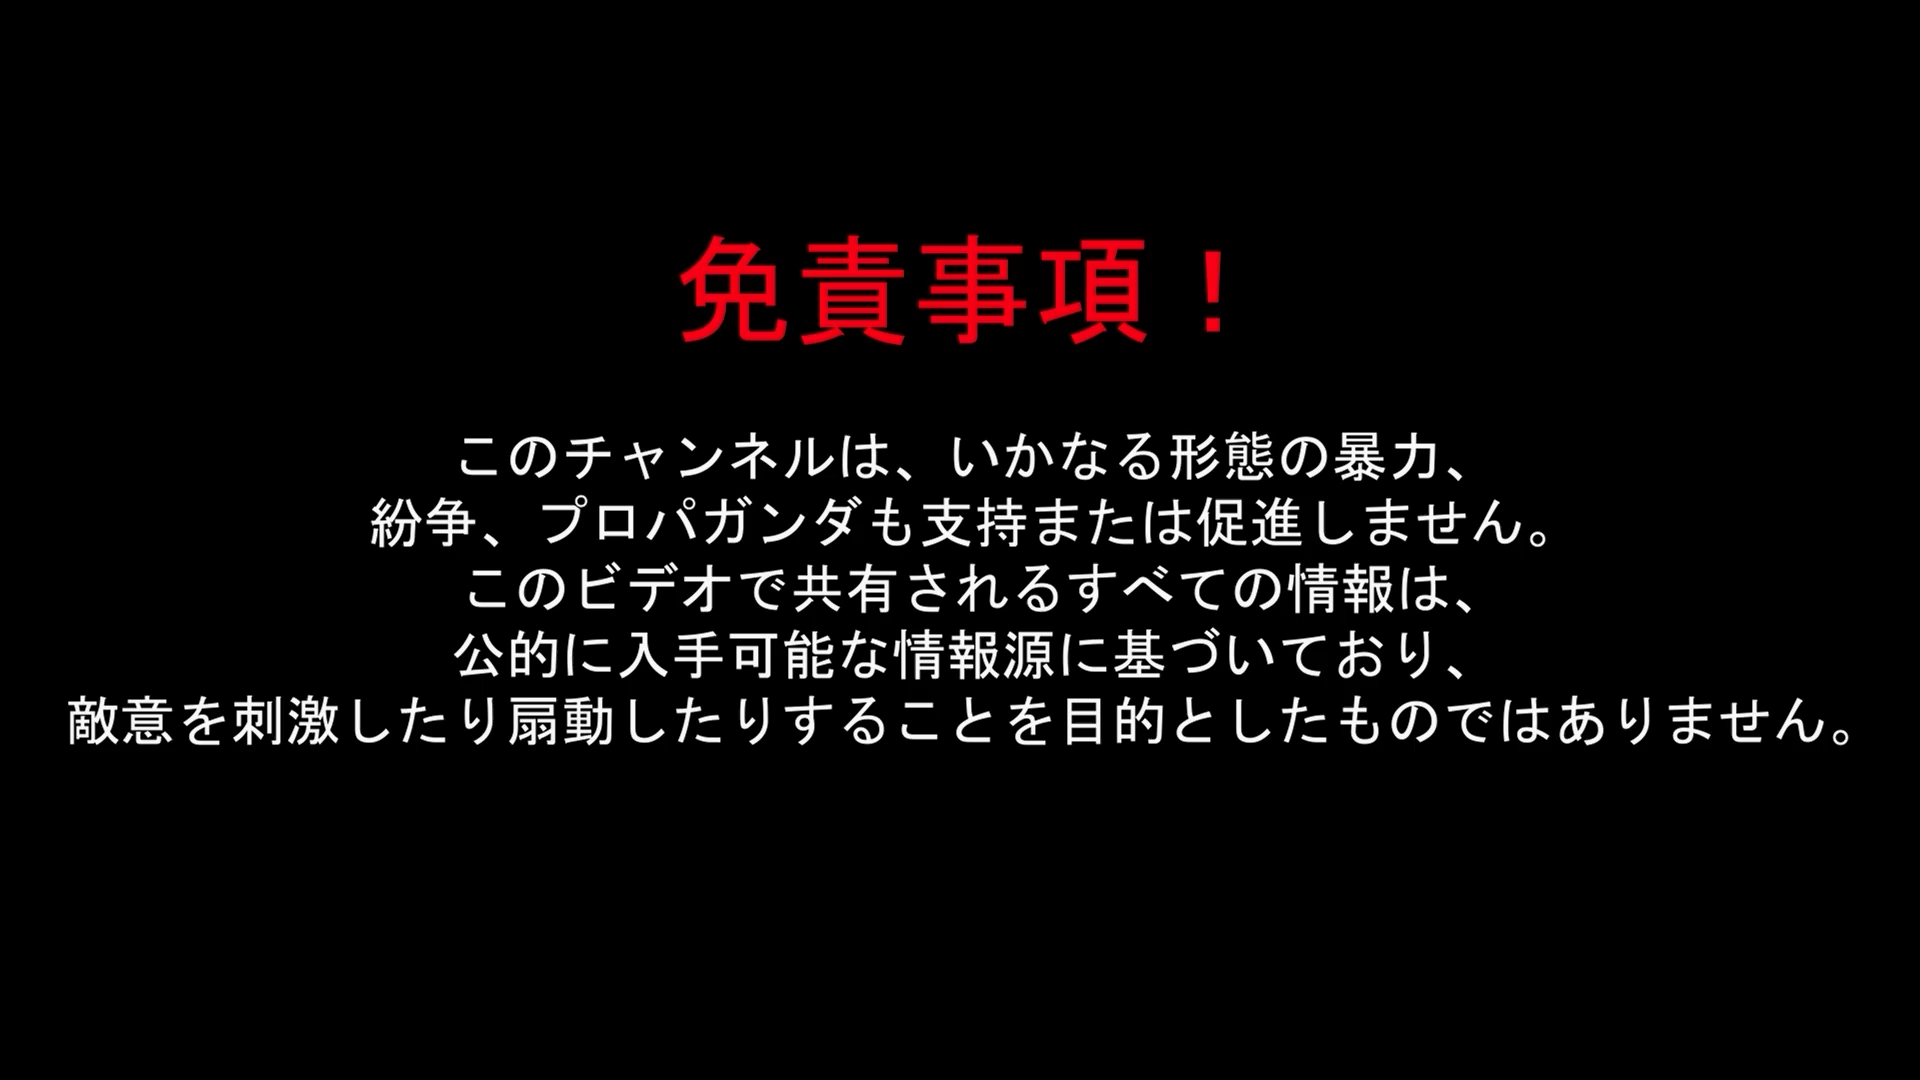 免責事項！
このチャンネルは、いかなる形態の暴力、
紛争、プロパガンダも支持または促進しません。
このビデオで共有されるすべての情報は、
公的に入手可能な情報源に基づいており、
敵意を刺激したり扇動したりすることを目的としたものではありません。